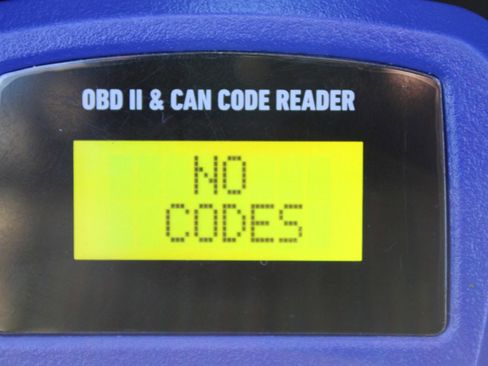 OBD II & CAN CODE READER
NO
CODES